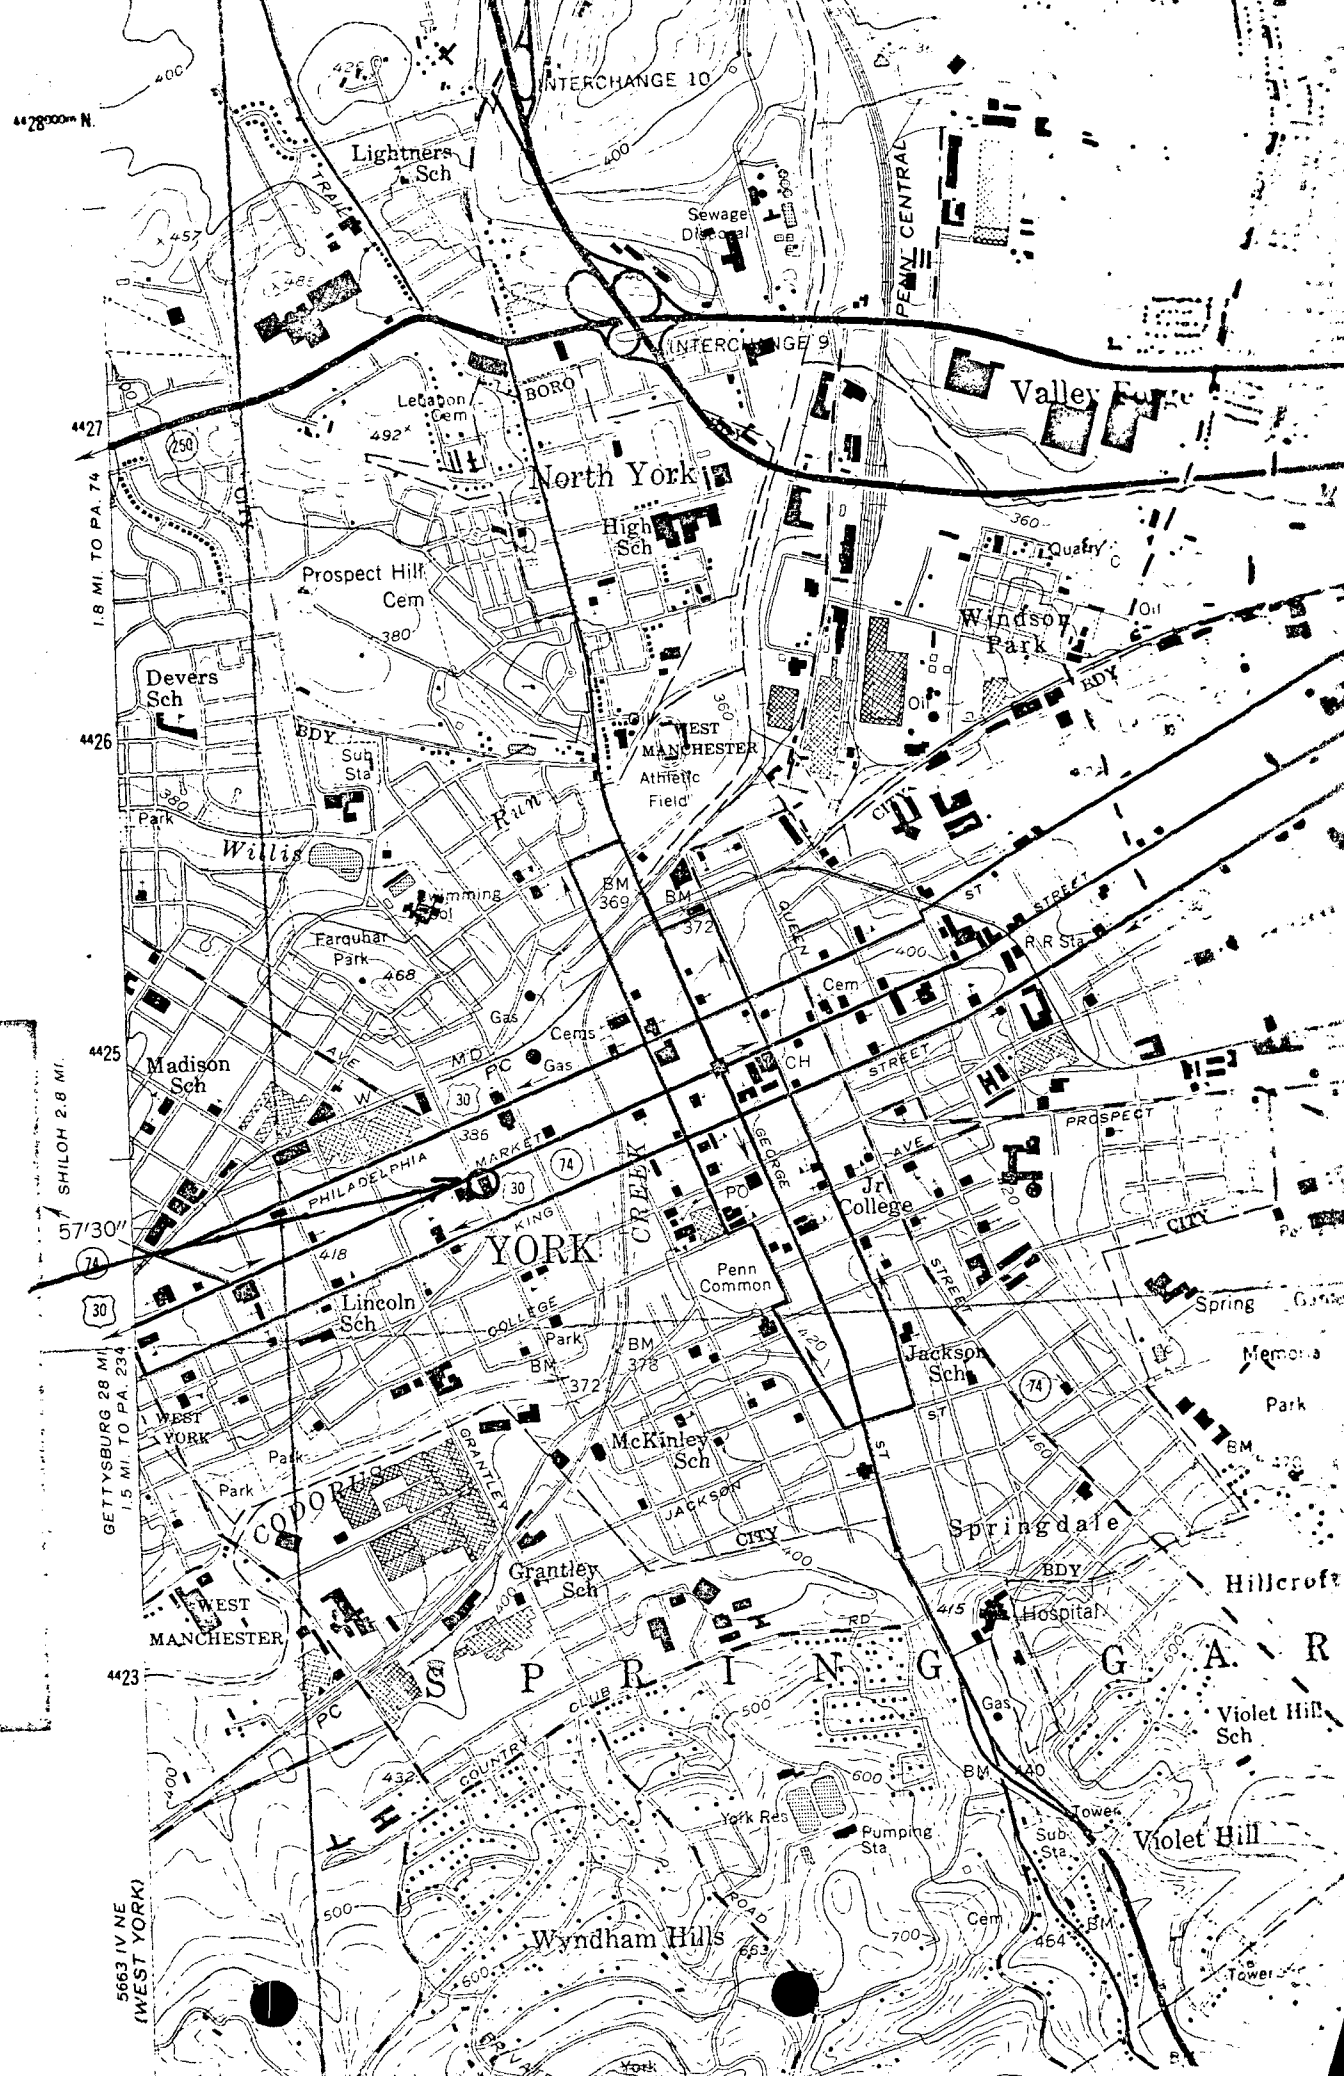 400
425
INTERCHANGE 10
4428000m N.
Lightners
Sch
400
TRAIL
PENN CENTRAL
Sewage
Disposal
457
485
INTERCHANGE 9
BORO
Valley Forge
Lebanon
Cem
492
4427
250
CITY
North York
1.8 MI. TO PA. 74
High
Sch
360
Quarry
Prospect Hill
Cem
Oil
Windsor
Park
380
Devers
Sch
BDY
360
Oil
WEST
MANCHESTER
BDY
4426
Sub
Sta
Athletic
Field
380
Run
CITY
Park
Willis
BM
369
BM
372
ST
STREET
Swimming
Pool
QUEEN
Farquhar
Park
468
400
R R Sta
Cem
Gas
Cems
4425
MD
PC
Gas
CH
STREET
Madison
Sch
AVE
W
30
SHILOH 2.8 MI.
386
MARKET
PROSPECT
74
GEORGE
AVE
PHILADELPHIA
30
PO
Jr
College
CREEK
KING
CITY
57'30"
74
418
YORK
Penn
Common
STREET
30
Lincoln
Sch
COLLEGE
Park
Spring
BM
378
420
BM
372
Jackson
Sch
Park
GETTYSBURG 28 MI.
1.5 MI. TO PA. 234
74
WEST
YORK
ST
Park
GRANTLEY
McKinley
Sch
ST
460
BM
Park
CODORUS
JACKSON
CITY
400
Springdale
Grantley
Sch
400
BDY
Hillcroft
WEST
MANCHESTER
415
Hospital
RD
S P R I N G G A R
4423
CLUB
500
Gas
PC
Violet Hill
Sch
COUNTRY
432
600
BM 440
400
York Res
Tower
Pumping
Sta
Sub
Sta
Violet Hill
ROAD
500
Wyndham Hills
663
700
Cem
BM
464
Tower
600
5663 IV NE
(WEST YORK)
York